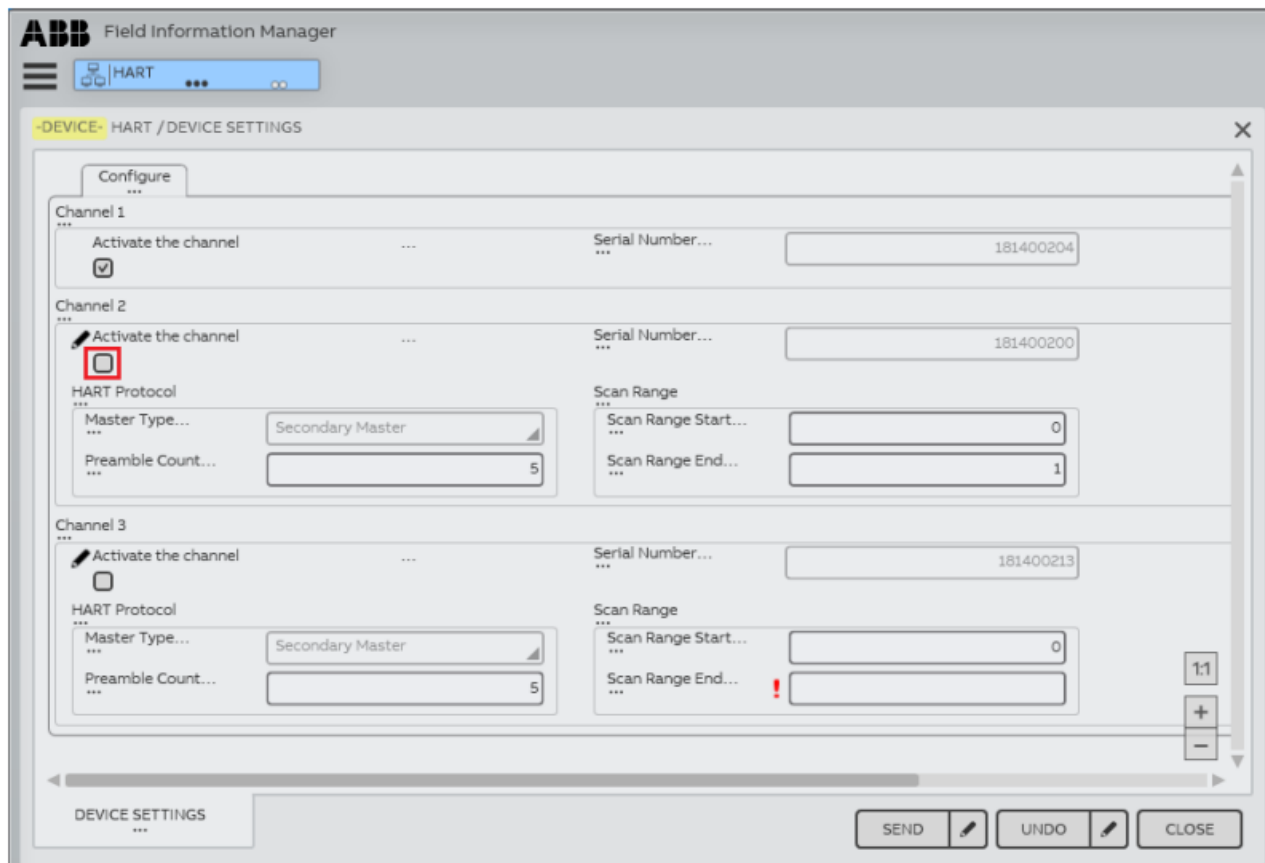 ABB Field Information Manager
HART
...
-DEVICE- HART / DEVICE SETTINGS
Configure
...
Channel 1
...
Activate the channel ... Serial Number...
... 181400204
Channel 2
...
Activate the channel ... Serial Number...
... 181400200
HART Protocol Scan Range
... ...
Master Type... Secondary Master Scan Range Start... 0
... ...
Preamble Count... 5 Scan Range End... 1
... ...
Channel 3
...
Activate the channel ... Serial Number...
... 181400213
HART Protocol Scan Range
... ...
Master Type... Secondary Master Scan Range Start... 0
... ...
Preamble Count... 5 Scan Range End... !
... ...
1:1
+
-
DEVICE SETTINGS
...
SEND UNDO CLOSE